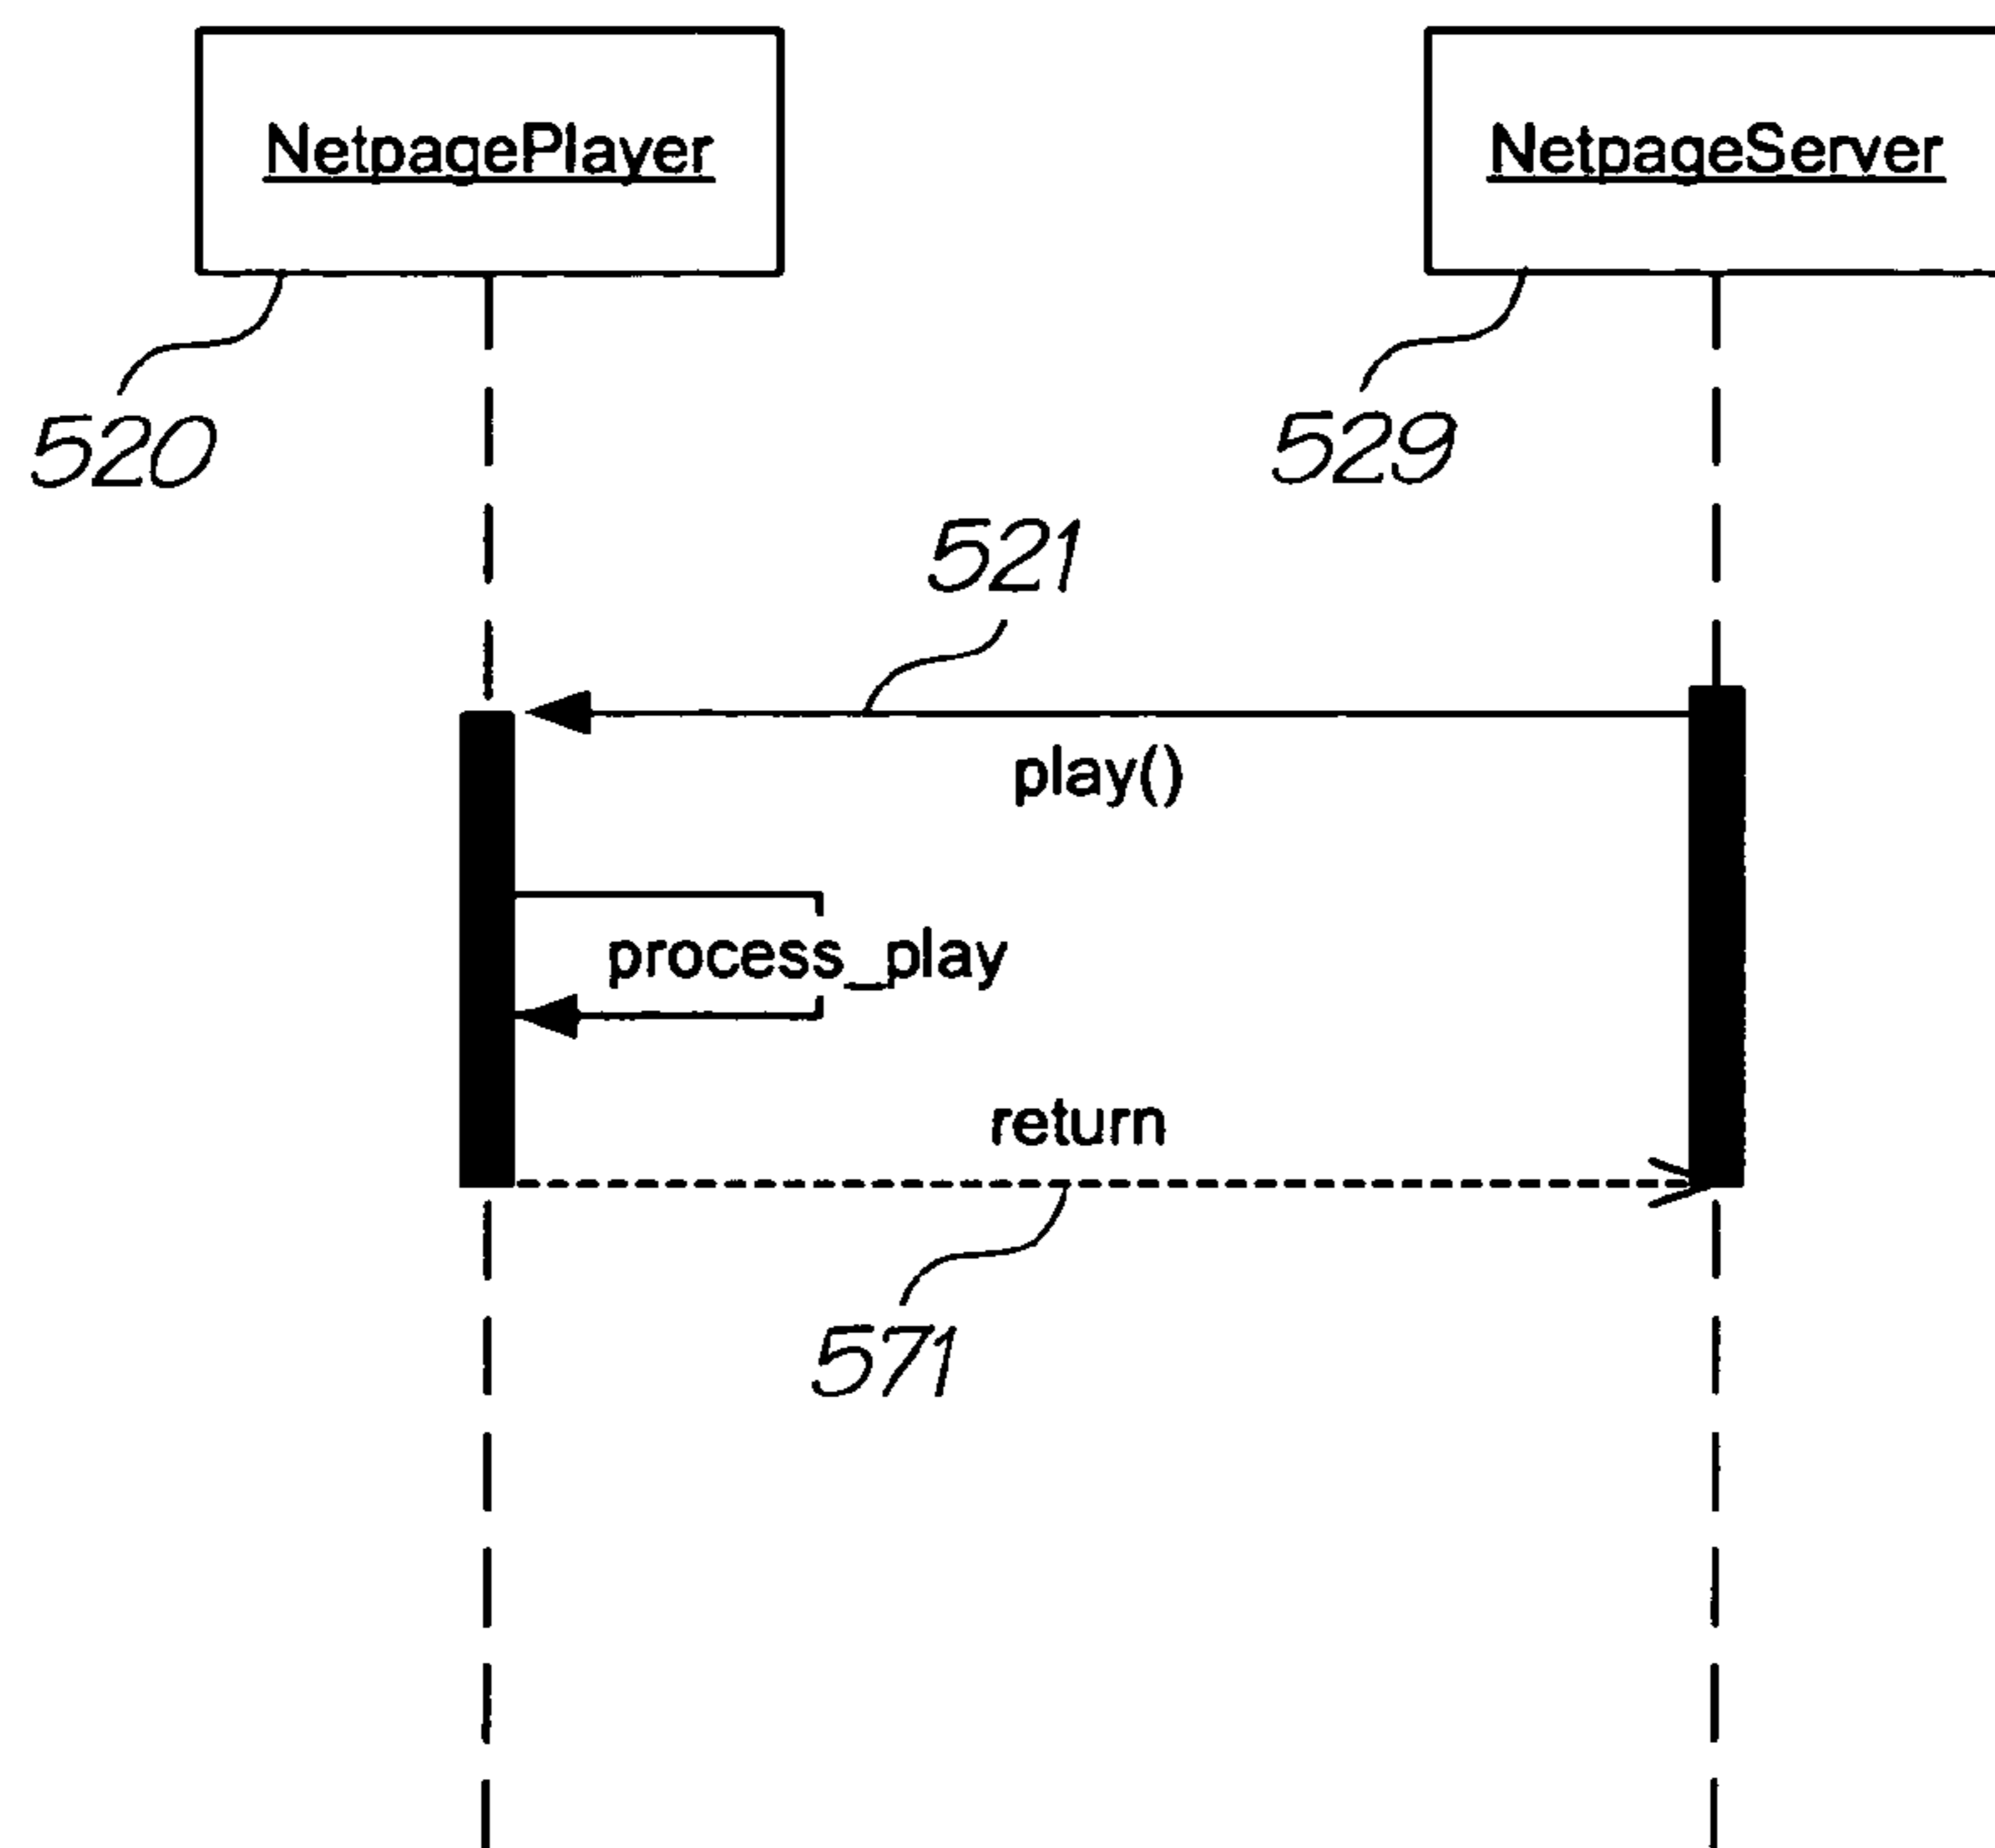 NetpagePlayer
NetpageServer
520
529
521
play()
process_play
return
571